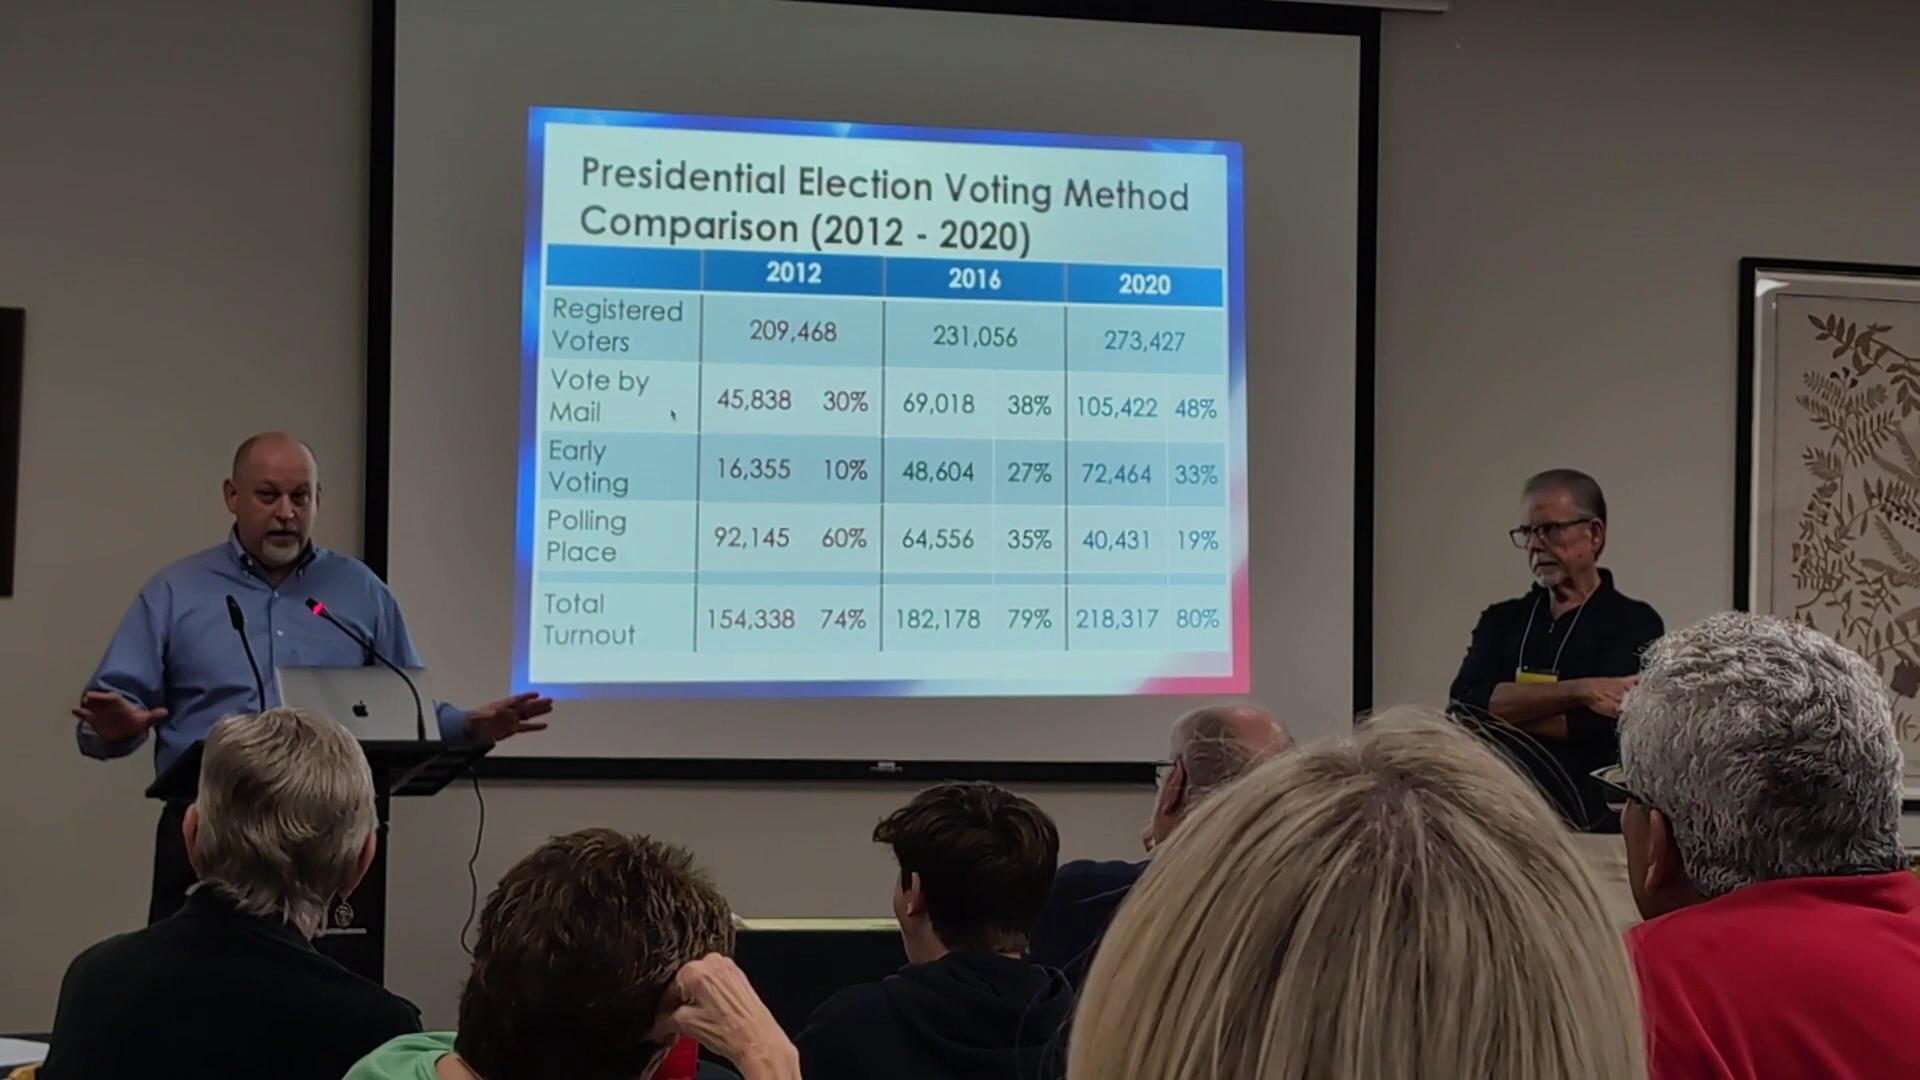 Presidential Election Voting Method
Comparison (2012 - 2020)
2012 2016 2020
Registered
Voters
209,468 231,056 273,427
Vote by
Mail
45,838 30% 69,018 38% 105,422 48%
Early
Voting
16,355 10% 48,604 27% 72,464 33%
Polling
Place
92,145 60% 64,556 35% 40,431 19%
Total
Turnout
154,338 74% 182,178 79% 218,317 80%